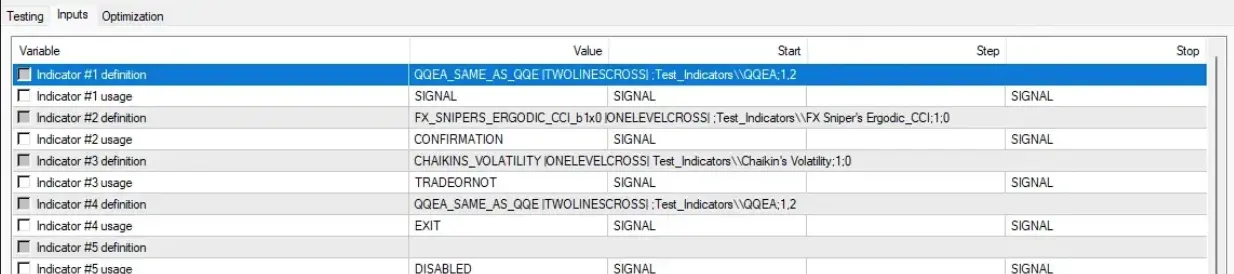 Testing Inputs Optimization
Variable Value Start Step Stop
Indicator #1 definition QQEA_SAME_AS_QQE |TWOLINESCROSS| ;Test_Indicators\\QQEA;1,2
Indicator #1 usage SIGNAL SIGNAL SIGNAL
Indicator #2 definition FX_SNIPERS_ERGODIC_CCI_b1x0 |ONELEVELCROSS| ;Test_Indicators\\FX Sniper's Ergodic_CCI;1;0
Indicator #2 usage CONFIRMATION SIGNAL SIGNAL
Indicator #3 definition CHAIKINS_VOLATILITY |ONELEVELCROSS| Test_Indicators\\Chaikin's Volatility;1;0
Indicator #3 usage TRADEORNOT SIGNAL SIGNAL
Indicator #4 definition QQEA_SAME_AS_QQE |TWOLINESCROSS| ;Test_Indicators\\QQEA;1,2
Indicator #4 usage EXIT SIGNAL SIGNAL
Indicator #5 definition
Indicator #5 usage DISABLED SIGNAL SIGNAL